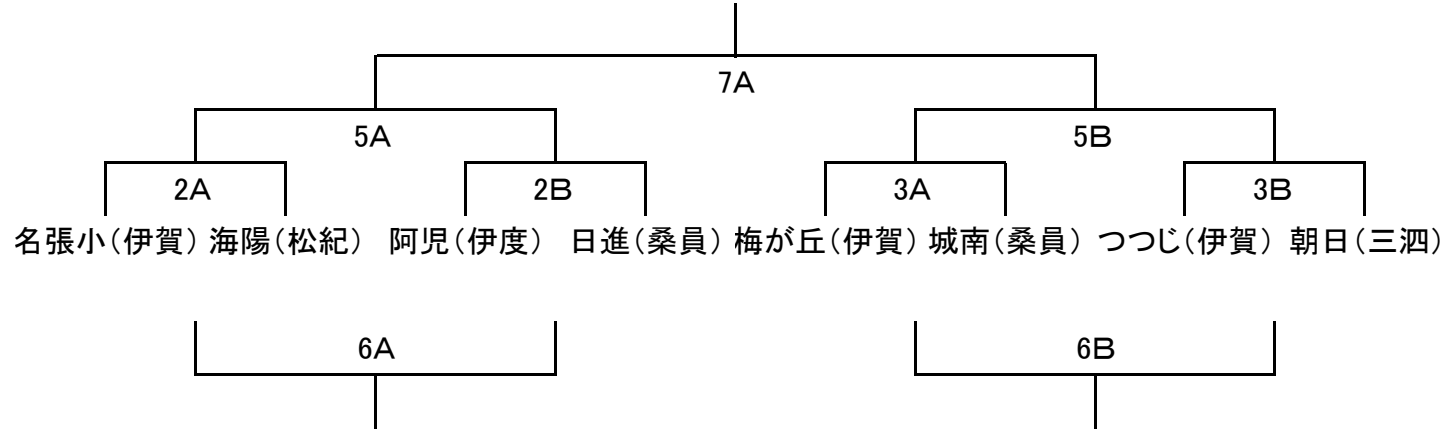 7A
5A 5B
2A 2B 3A 3B
名張小（伊賀） 海陽（松紀） 阿児（伊度） 日進（桑員） 梅が丘（伊賀） 城南（桑員） つつじ（伊賀） 朝日（三泗）
6A 6B